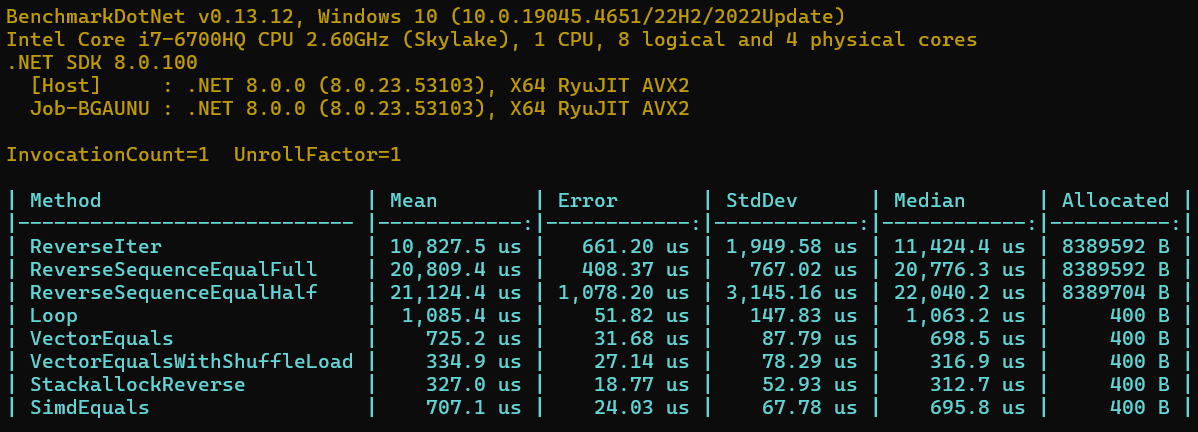 BenchmarkDotNet v0.13.12, Windows 10 (10.0.19045.4651/22H2/2022Update)
Intel Core i7-6700HQ CPU 2.60GHz (Skylake), 1 CPU, 8 logical and 4 physical cores
.NET SDK 8.0.100
  [Host]     : .NET 8.0.0 (8.0.23.53103), X64 RyuJIT AVX2
  Job-BGAUNU : .NET 8.0.0 (8.0.23.53103), X64 RyuJIT AVX2

InvocationCount=1  UnrollFactor=1

| Method                      | Mean        | Error       | StdDev      | Median      | Allocated |
|---------------------------- |------------:|------------:|------------:|------------:|----------:|
| ReverseIter                 | 10,827.5 us |   661.20 us | 1,949.58 us | 11,424.4 us | 8389592 B |
| ReverseSequenceEqualFull    | 20,809.4 us |   408.37 us |   767.02 us | 20,776.3 us | 8389592 B |
| ReverseSequenceEqualHalf    | 21,124.4 us | 1,078.20 us | 3,145.16 us | 22,040.2 us | 8389704 B |
| Loop                        |  1,085.4 us |    51.82 us |   147.83 us |  1,063.2 us |     400 B |
| VectorEquals                |    725.2 us |    31.68 us |    87.79 us |    698.5 us |     400 B |
| VectorEqualsWithShuffleLoad |    334.9 us |    27.14 us |    78.29 us |    316.9 us |     400 B |
| StackallockReverse          |    327.0 us |    18.77 us |    52.93 us |    312.7 us |     400 B |
| SimdEquals                  |    707.1 us |    24.03 us |    67.78 us |    695.8 us |     400 B |